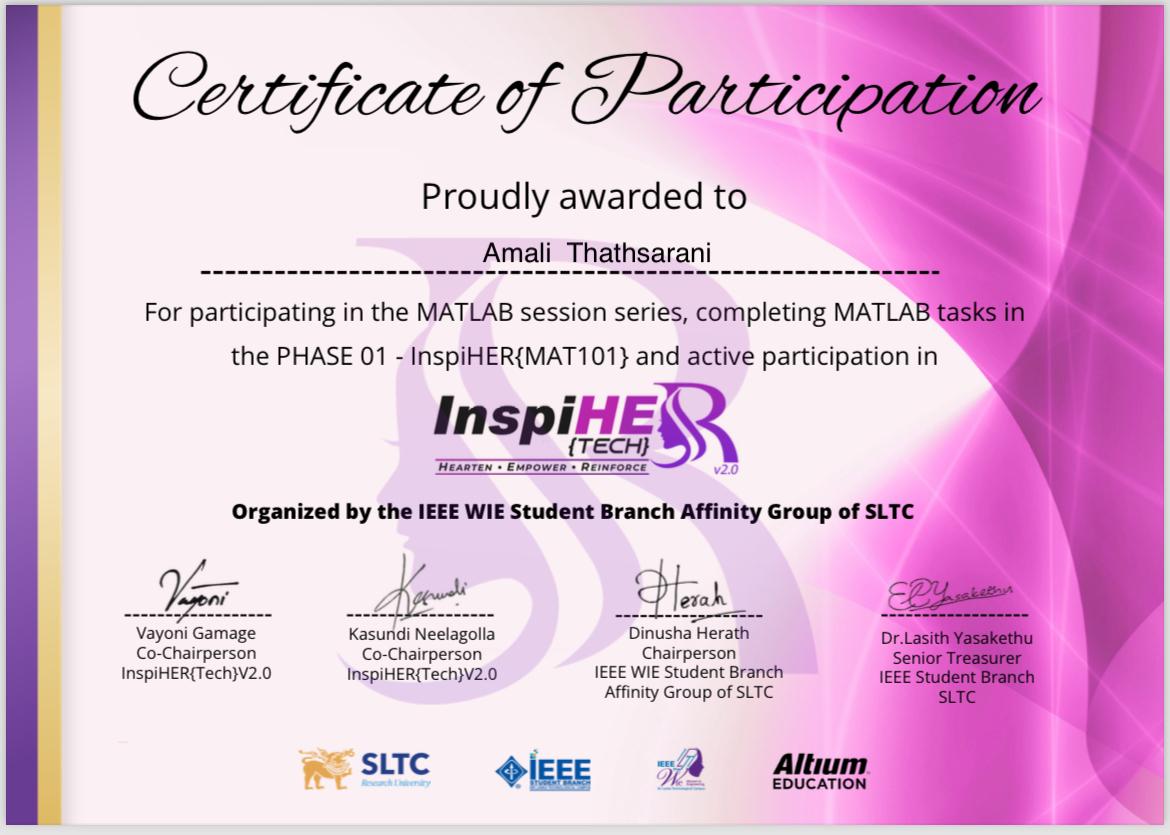 Certificate of Participation
Proudly awarded to
Amali Thathsarani
For participating in the MATLAB session series, completing MATLAB tasks in
the PHASE 01 - InspiHER{MAT101} and active participation in
InspiHER
{TECH}
HEARTEN • EMPOWER • REINFORCE
v2.0
Organized by the IEEE WIE Student Branch Affinity Group of SLTC
Vayoni
Kasundi
Herah
Vayoni Gamage
Co-Chairperson
InspiHER{Tech}V2.0
Kasundi Neelagolla
Co-Chairperson
InspiHER{Tech}V2.0
Dinusha Herath
Chairperson
IEEE WIE Student Branch
Affinity Group of SLTC
Dr.Lasith Yasakethu
Senior Treasurer
IEEE Student Branch
SLTC
SLTC
Research University
IEEE
STUDENT BRANCH
IEEE
WIE
Altium
EDUCATION